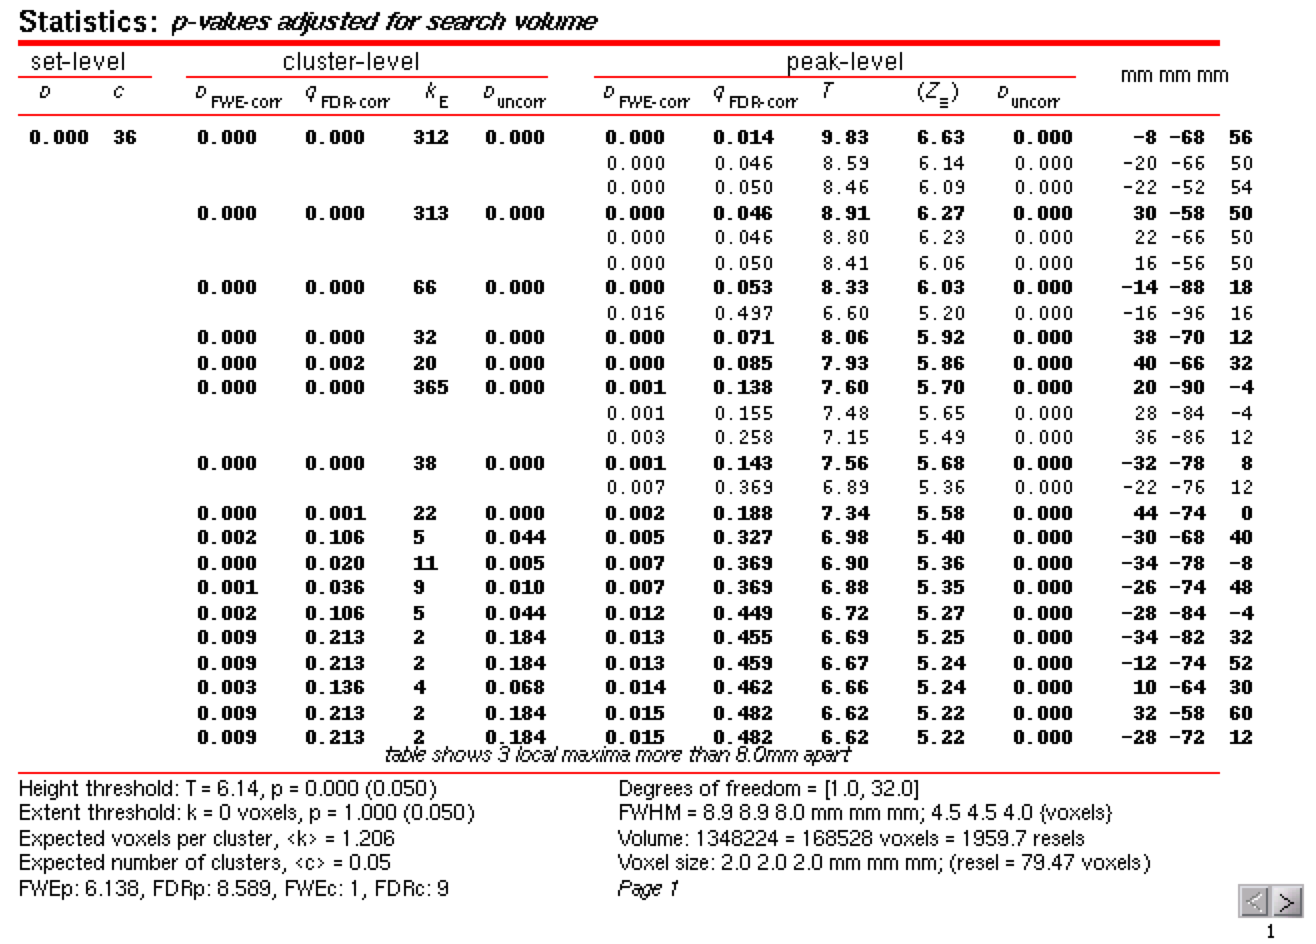 Statistics: p-values adjusted for search volume
set-level cluster-level peak-level mm mm mm
p c p FWE-corr q FDR-corr k E p uncorr p FWE-corr q FDR-corr T (Z≡) p uncorr
0.000 36 0.000 0.000 312 0.000 0.000 0.014 9.83 6.63 0.000 -8 -68 56
0.000 0.046 8.59 6.14 0.000 -20 -66 50
0.000 0.050 8.46 6.09 0.000 -22 -52 54
0.000 0.000 313 0.000 0.000 0.046 8.91 6.27 0.000 30 -58 50
0.000 0.046 8.80 6.23 0.000 22 -66 50
0.000 0.050 8.41 6.06 0.000 16 -56 50
0.000 0.000 66 0.000 0.000 0.053 8.33 6.03 0.000 -14 -88 18
0.016 0.497 6.60 5.20 0.000 -16 -96 16
0.000 0.000 32 0.000 0.000 0.071 8.06 5.92 0.000 38 -70 12
0.000 0.002 20 0.000 0.000 0.085 7.93 5.86 0.000 40 -66 32
0.000 0.000 365 0.000 0.001 0.138 7.60 5.70 0.000 20 -90 -4
0.001 0.155 7.48 5.65 0.000 28 -84 -4
0.003 0.258 7.15 5.49 0.000 36 -86 12
0.000 0.000 38 0.000 0.001 0.143 7.56 5.68 0.000 -32 -78 8
0.007 0.369 6.89 5.36 0.000 -22 -76 12
0.000 0.001 22 0.000 0.002 0.188 7.34 5.58 0.000 44 -74 0
0.002 0.106 5 0.044 0.005 0.327 6.98 5.40 0.000 -30 -68 40
0.000 0.020 11 0.005 0.007 0.369 6.90 5.36 0.000 -34 -78 -8
0.001 0.036 9 0.010 0.007 0.369 6.88 5.35 0.000 -26 -74 48
0.002 0.106 5 0.044 0.012 0.449 6.72 5.27 0.000 -28 -84 -4
0.009 0.213 2 0.184 0.013 0.455 6.69 5.25 0.000 -34 -82 32
0.009 0.213 2 0.184 0.013 0.459 6.67 5.24 0.000 -12 -74 52
0.003 0.136 4 0.068 0.014 0.462 6.66 5.24 0.000 10 -64 30
0.009 0.213 2 0.184 0.015 0.482 6.62 5.22 0.000 32 -58 60
0.009 0.213 2 0.184 0.015 0.482 6.62 5.22 0.000 -28 -72 12
table shows 3 local maxima more than 8.0mm apart
Height threshold: T = 6.14, p = 0.000 (0.050)
Extent threshold: k = 0 voxels, p = 1.000 (0.050)
Expected voxels per cluster, <k> = 1.206
Expected number of clusters, <c> = 0.05
FWEp: 6.138, FDRp: 8.589, FWEc: 1, FDRc: 9
Degrees of freedom = [1.0, 32.0]
FWHM = 8.9 8.9 8.0 mm mm mm; 4.5 4.5 4.0 {voxels}
Volume: 1348224 = 168528 voxels = 1959.7 resels
Voxel size: 2.0 2.0 2.0 mm mm mm; (resel = 79.47 voxels)
Page 1
< >
1